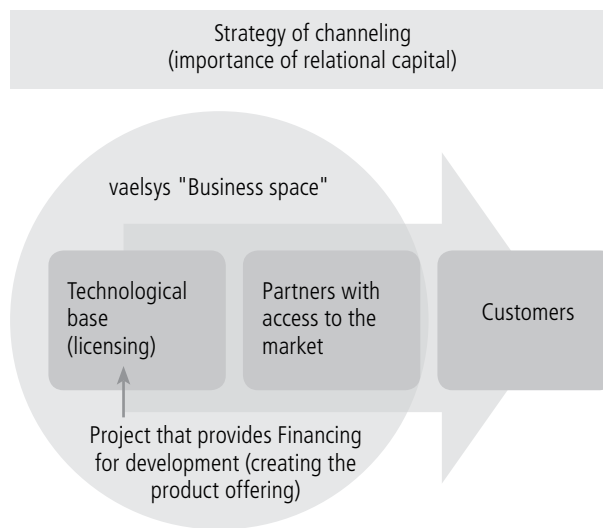 Strategy of channeling
(importance of relational capital)
vaelsys "Business space"
Technological
base
(licensing)
Partners with
access to the
market
Customers
Project that provides Financing
for development (creating the
product offering)